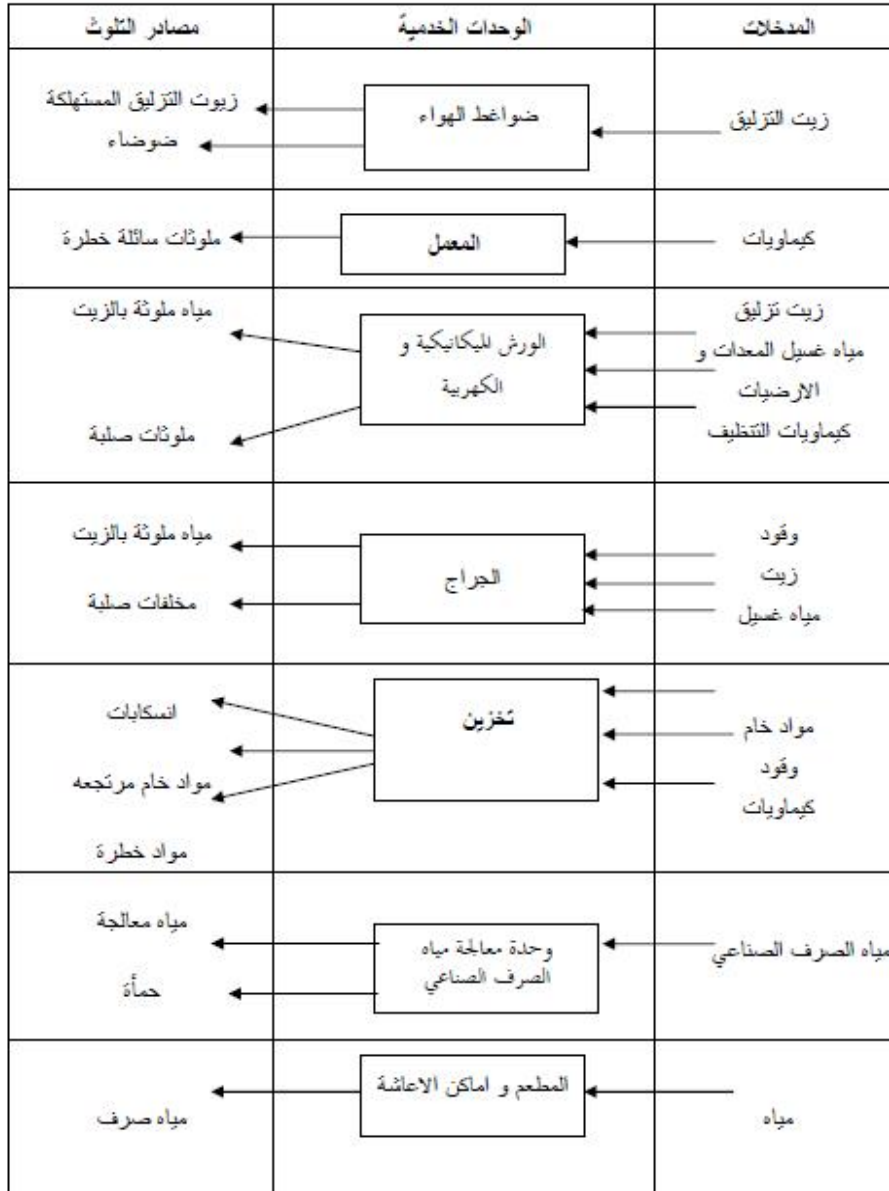 المدخلات
الوحدات الخدمية
مصادر التلوث
زيت التزليق
ضواغط الهواء
زيوت التزليق المستهلكة
ضوضاء
كيماويات
المعمل
ملوثات سائلة خطرة
زيت تزليق
مياه غسيل المعدات و
الارضيات
كيماويات التنظيف
الورش الميكانيكية و
الكهربية
مياه ملوثة بالزيت
ملوثات صلبة
وقود
زيت
مياه غسيل
الجراج
مياه ملوثة بالزيت
مخلفات صلبة
مواد خام
وقود
كيماويات
تخزين
انسكابات
مواد خام مرتجعه
مواد خطرة
مياه الصرف الصناعي
وحدة معالجة مياه
الصرف الصناعي
مياه معالجة
حمأة
مياه
المطعم و اماكن الاعاشة
مياه صرف